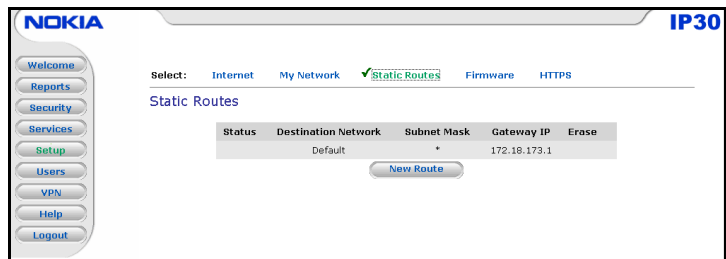 NOKIA
IP30
Welcome
Reports
Security
Services
Setup
Users
VPN
Help
Logout
Select: Internet My Network Static Routes Firmware HTTPS
Static Routes
Status Destination Network Subnet Mask Gateway IP Erase
Default * 172.18.173.1
New Route